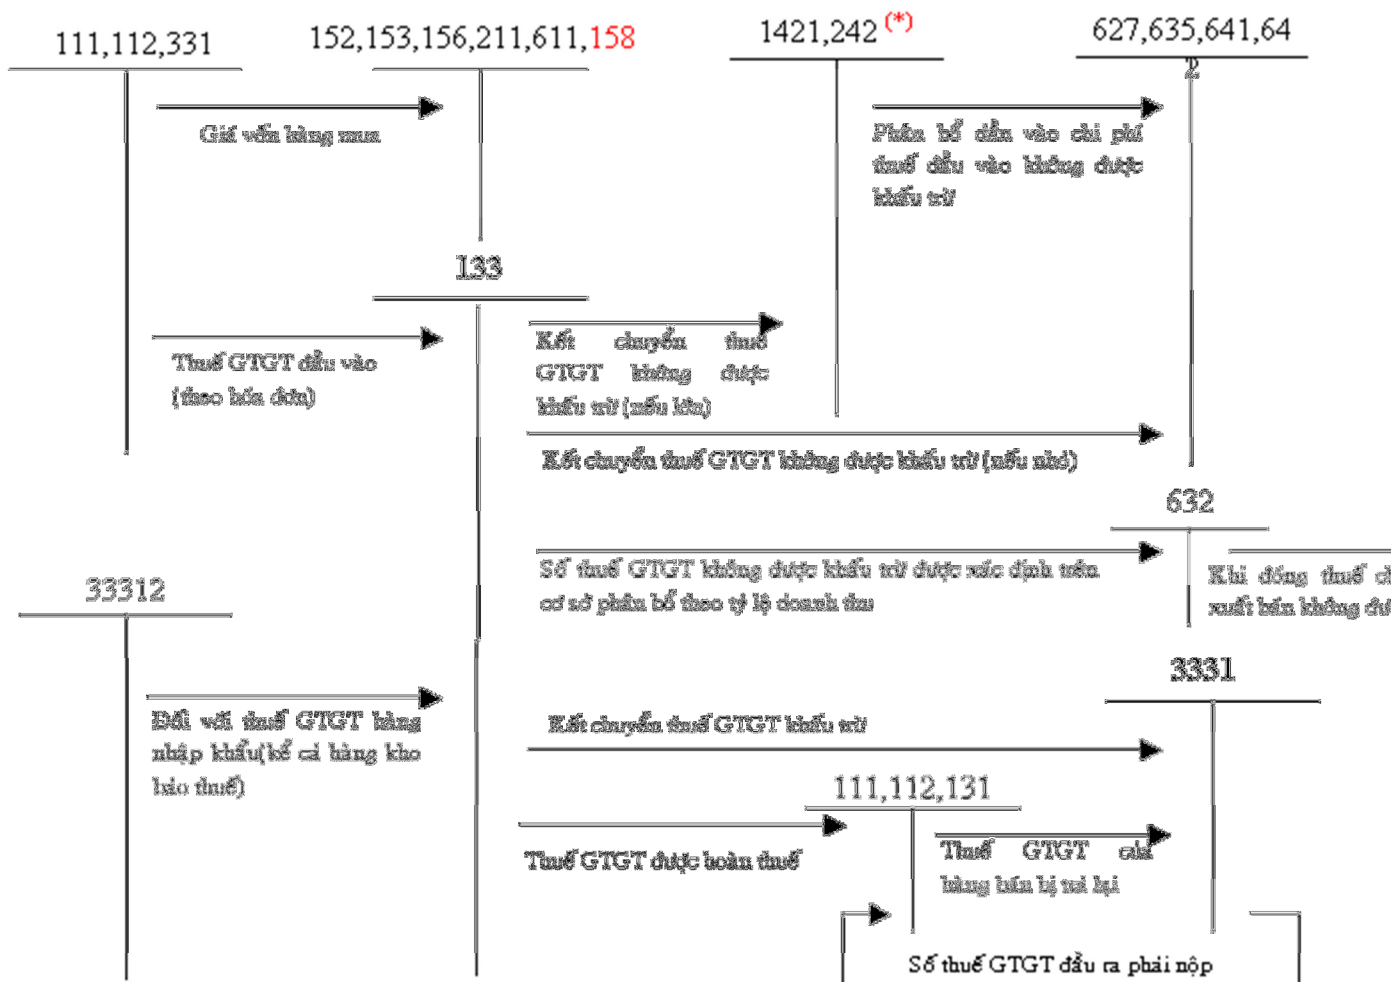 111,112,331
152,153,156,211,611,158
1421,242 (*)
627,635,641,64
2
Giá vốn hàng mua
Phân bổ dần vào chi phí
thuế đầu vào không được
khấu trừ
133
Thuế GTGT đầu vào
(theo hóa đơn)
Kết chuyển thuế
GTGT không được
khấu trừ (nếu lớn)
Kết chuyển thuế GTGT không được khấu trừ (nếu nhỏ)
632
Số thuế GTGT không được khấu trừ được xác định trên
cơ sở phân bổ theo tỷ lệ doanh thu
Khi đóng thuế
xuất bán không
33312
3331
Đối với thuế GTGT hàng
nhập khẩu(kể cả hàng kho
bảo thuế)
Kết chuyển thuế GTGT khấu trừ
111,112,131
Thuế GTGT được hoàn thuế
Thuế GTGT của
hàng bán bị trả lại
Số thuế GTGT đầu ra phải nộp